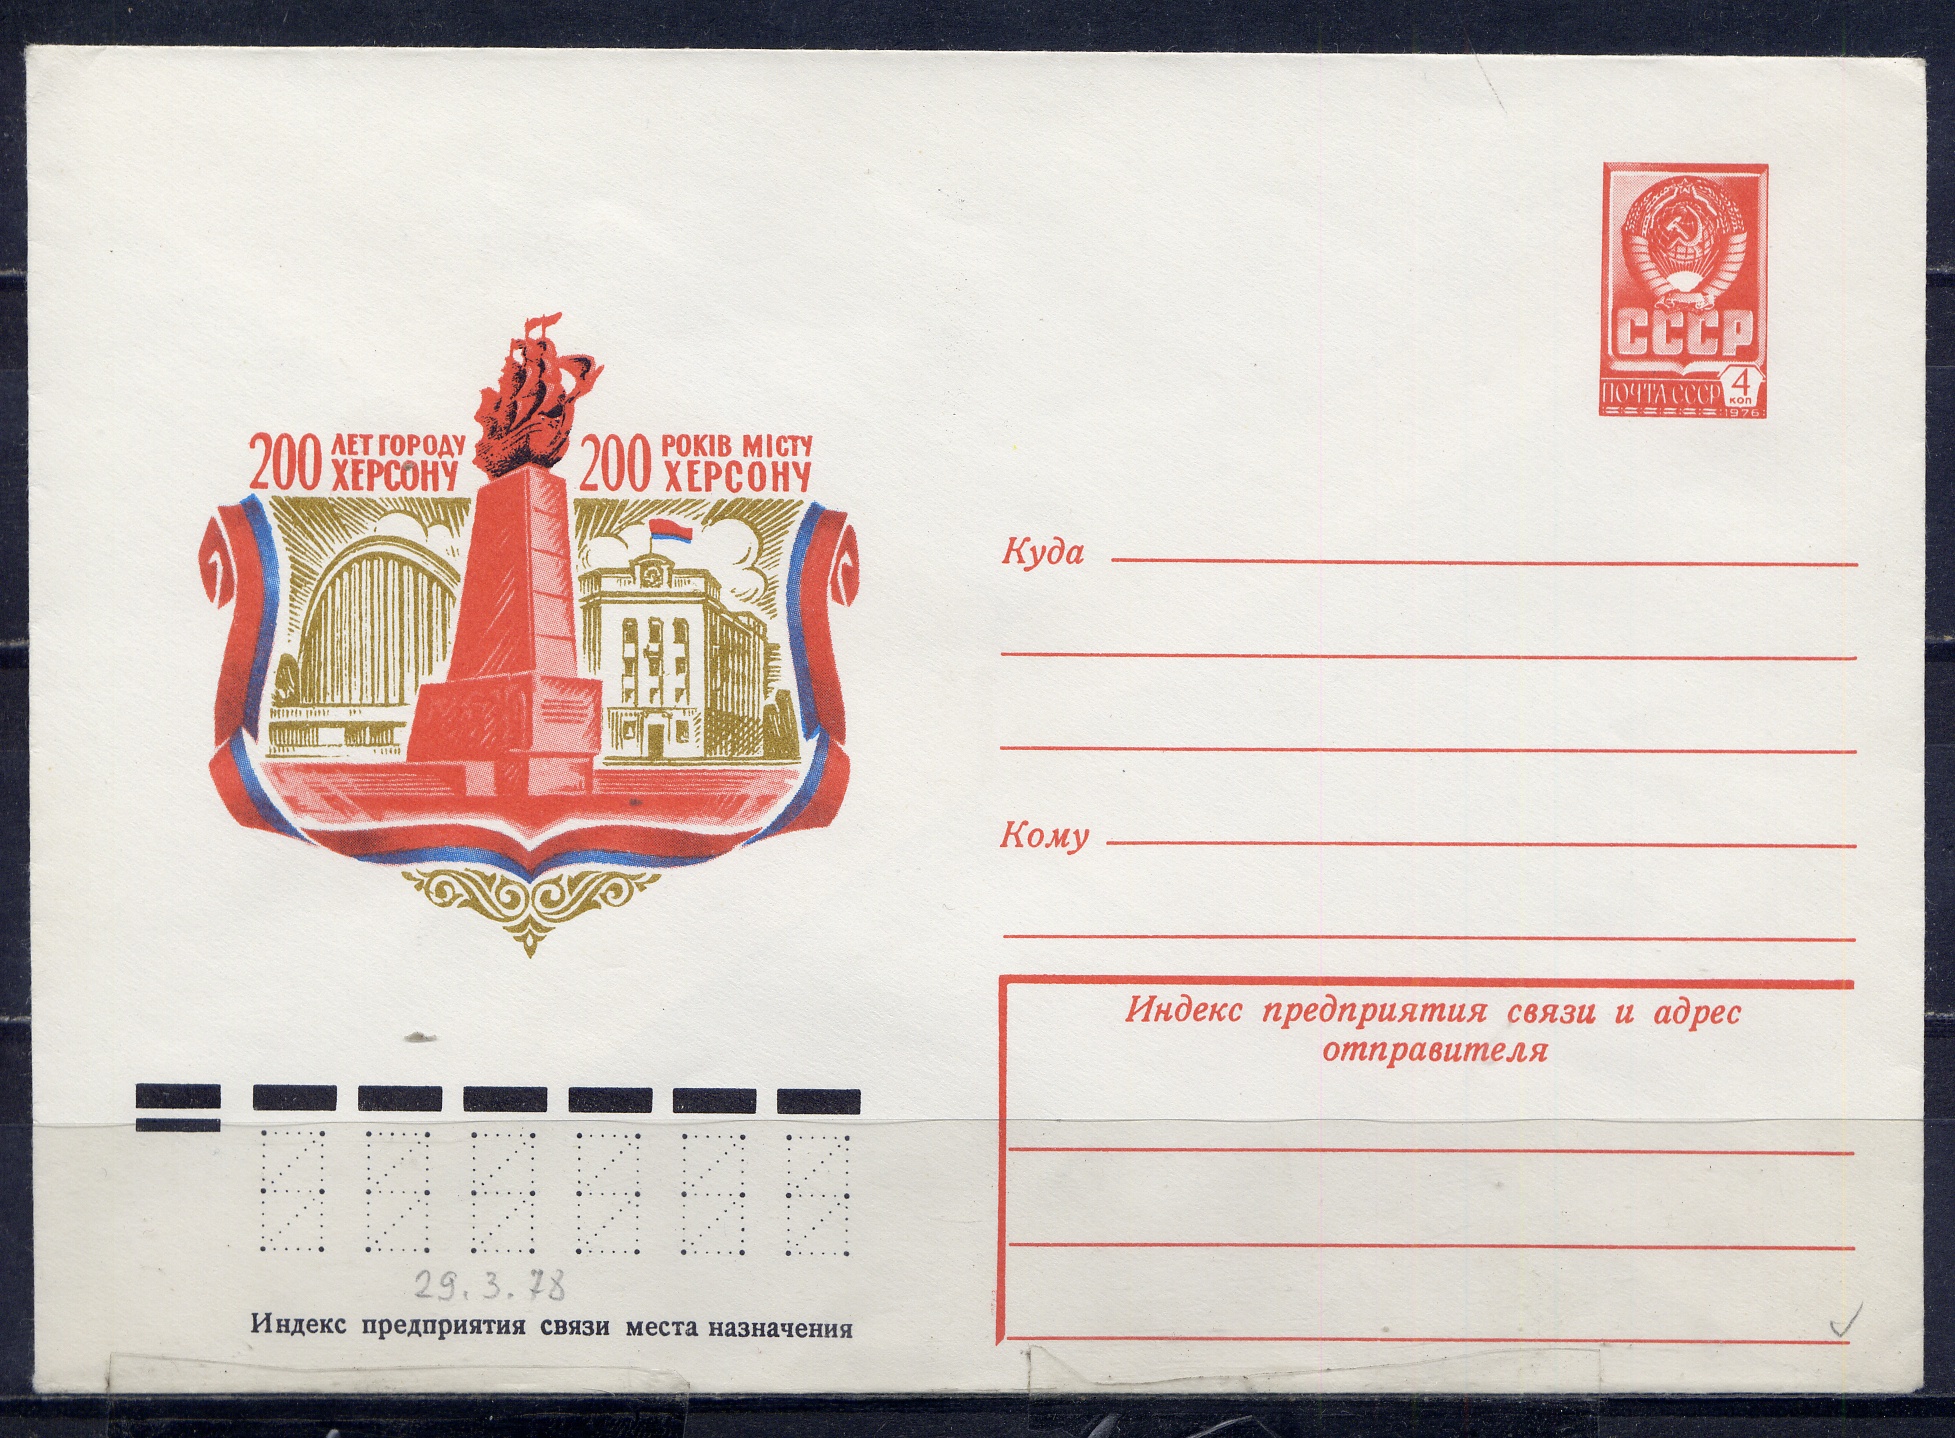 СССР
ПОЧТА СССР 4 коп
1976
200 ЛЕТ ГОРОДУ ХЕРСОНУ
200 РОКІВ МІСТУ ХЕРСОНУ
Куда
Кому
Индекс предприятия связи и адрес
отправителя
29.3.78
Индекс предприятия связи места назначения